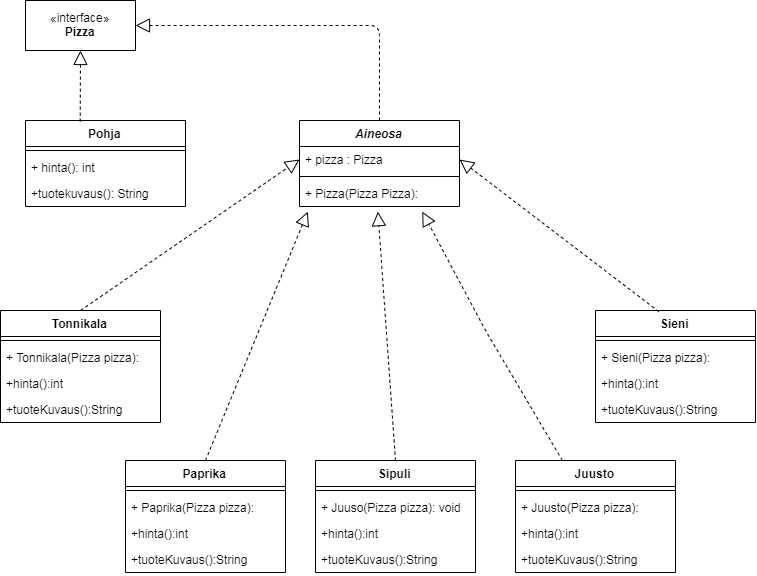 «interface»
Pizza
Pohja
+ hinta(): int
+tuotekuvaus(): String
Aineosa
+ pizza : Pizza
+ Pizza(Pizza Pizza):
Tonnikala
+ Tonnikala(Pizza pizza):
+hinta():int
+tuoteKuvaus():String
Sieni
+ Sieni(Pizza pizza):
+hinta():int
+tuoteKuvaus():String
Paprika
+ Paprika(Pizza pizza):
+hinta():int
+tuoteKuvaus():String
Sipuli
+ Juuso(Pizza pizza): void
+hinta():int
+tuoteKuvaus():String
Juusto
+ Juusto(Pizza pizza):
+hinta():int
+tuoteKuvaus():String